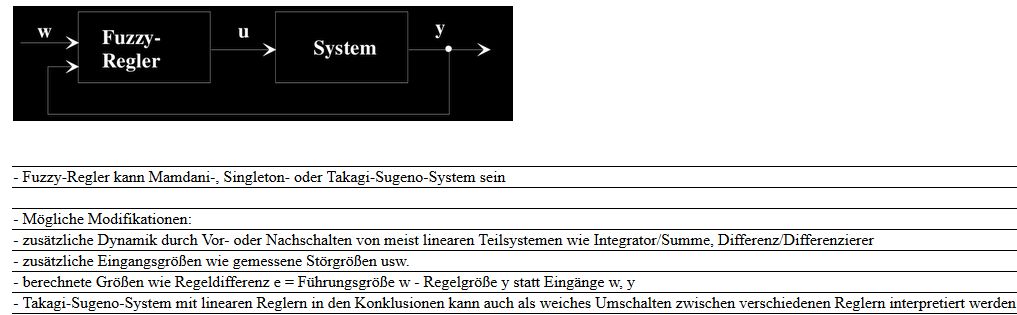 w
Fuzzy-
Regler
u
System
y
- Fuzzy-Regler kann Mamdani-, Singleton- oder Takagi-Sugeno-System sein
- Mögliche Modifikationen:
- zusätzliche Dynamik durch Vor- oder Nachschalten von meist linearen Teilsystemen wie Integrator/Summe, Differenz/Differenzierer
- zusätzliche Eingangsgrößen wie gemessene Störgrößen usw.
- berechnete Größen wie Regeldifferenz e = Führungsgröße w - Regelgröße y statt Eingänge w, y
- Takagi-Sugeno-System mit linearen Reglern in den Konklusionen kann auch als weiches Umschalten zwischen verschiedenen Reglern interpretiert werden